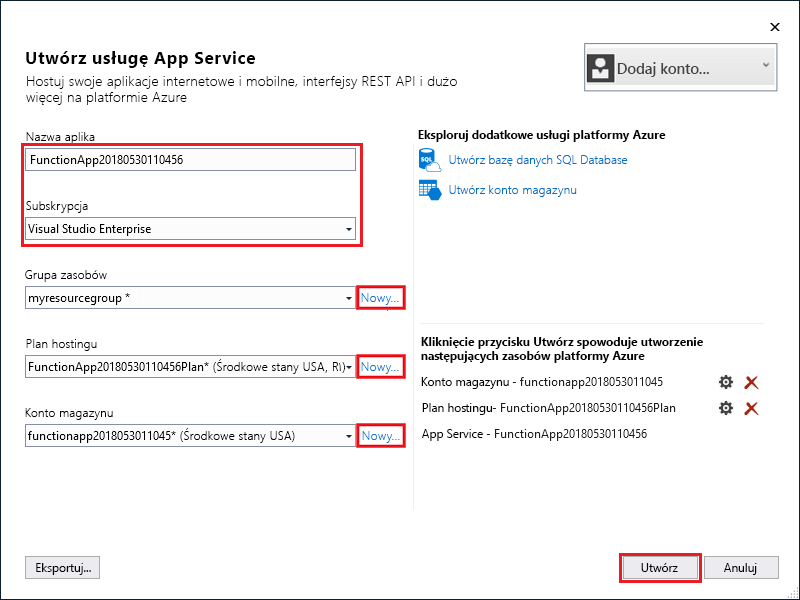 Utwórz usługę App Service
Hostuj swoje aplikacje internetowe i mobilne, interfejsy REST API i dużo
więcej na platformie Azure
Dodaj konto...
Nazwa aplika
FunctionApp20180530110456
Subskrypcja
Visual Studio Enterprise
Grupa zasobów
myresourcegroup *
Nowy...
Plan hostingu
FunctionApp20180530110456Plan* (Środkowe stany USA, R\)
Nowy...
Konto magazynu
functionapp2018053011045* (Środkowe stany USA)
Nowy...
Eksploruj dodatkowe usługi platformy Azure
SQL
Utwórz bazę danych SQL Database
Utwórz konto magazynu
Kliknięcie przycisku Utwórz spowoduje utworzenie
następujących zasobów platformy Azure
Konto magazynu - functionapp2018053011045
Plan hostingu- FunctionApp20180530110456Plan
App Service - FunctionApp20180530110456
Eksportuj...
Utwórz
Anuluj